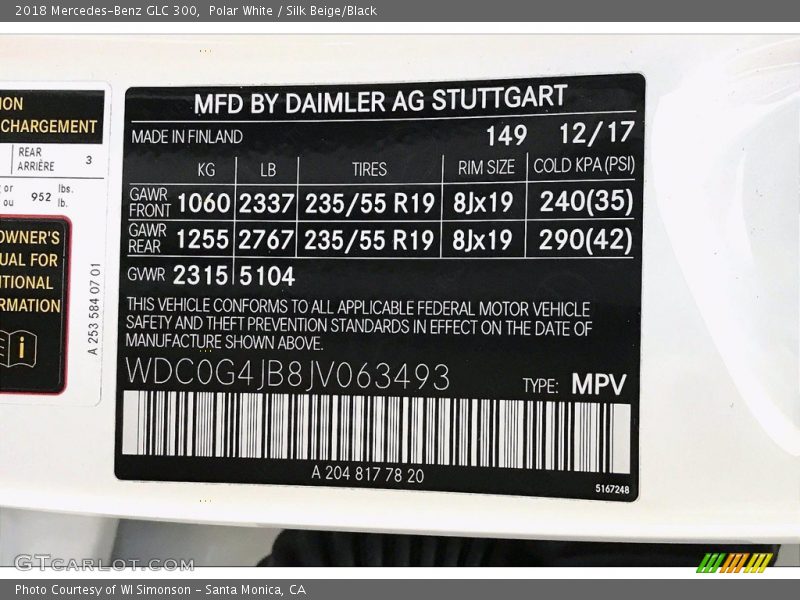 2018 Mercedes-Benz GLC 300,  Polar White / Silk Beige/Black
ION
CHARGEMENT
REAR
ARRIÈRE
3
or
ou
952
lbs.
lb.
OWNER'S
UAL FOR
ITIONAL
RMATION
A 253 584 07 01
MFD BY DAIMLER AG STUTTGART
MADE IN FINLAND 149 12/17
KG LB TIRES RIM SIZE COLD KPA(PSI)
GAWR FRONT 1060 2337 235/55 R19 8Jx19 240(35)
GAWR REAR 1255 2767 235/55 R19 8Jx19 290(42)
GVWR 2315 5104
THIS VEHICLE CONFORMS TO ALL APPLICABLE FEDERAL MOTOR VEHICLE
SAFETY AND THEFT PREVENTION STANDARDS IN EFFECT ON THE DATE OF
MANUFACTURE SHOWN ABOVE.
WDC0G4JB8JV063493 TYPE: MPV
A 204 817 78 20
5167248
GTcarlot.com
Photo Courtesy of WI Simonson - Santa Monica, CA